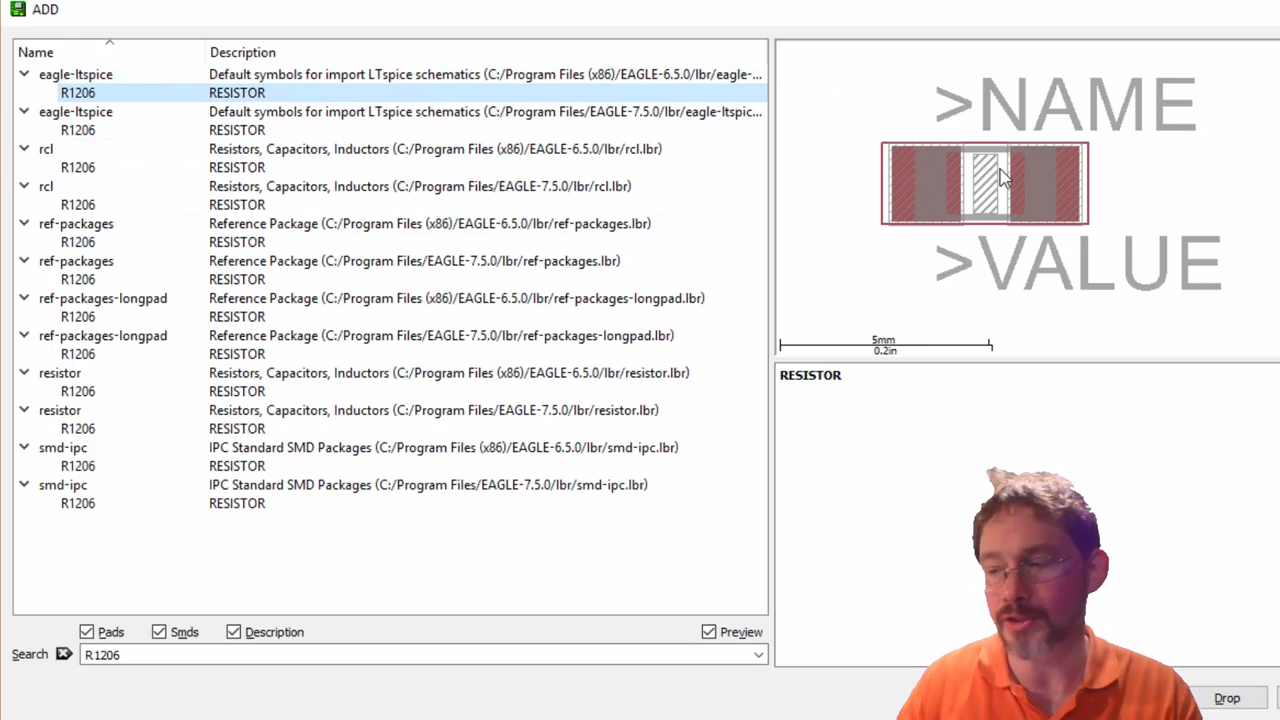 ADD
Name Description
eagle-ltspice Default symbols for import LTspice schematics (C:/Program Files (x86)/EAGLE-6.5.0/lbr/eagle-...
R1206 RESISTOR
eagle-ltspice Default symbols for import LTspice schematics (C:/Program Files/EAGLE-7.5.0/lbr/eagle-ltspic...
R1206 RESISTOR
rcl Resistors, Capacitors, Inductors (C:/Program Files (x86)/EAGLE-6.5.0/lbr/rcl.lbr)
R1206 RESISTOR
rcl Resistors, Capacitors, Inductors (C:/Program Files/EAGLE-7.5.0/lbr/rcl.lbr)
R1206 RESISTOR
ref-packages Reference Package (C:/Program Files (x86)/EAGLE-6.5.0/lbr/ref-packages.lbr)
R1206 RESISTOR
ref-packages Reference Package (C:/Program Files/EAGLE-7.5.0/lbr/ref-packages.lbr)
R1206 RESISTOR
ref-packages-longpad Reference Package (C:/Program Files (x86)/EAGLE-6.5.0/lbr/ref-packages-longpad.lbr)
R1206 RESISTOR
ref-packages-longpad Reference Package (C:/Program Files/EAGLE-7.5.0/lbr/ref-packages-longpad.lbr)
R1206 RESISTOR
resistor Resistors, Capacitors, Inductors (C:/Program Files (x86)/EAGLE-6.5.0/lbr/resistor.lbr)
R1206 RESISTOR
resistor Resistors, Capacitors, Inductors (C:/Program Files/EAGLE-7.5.0/lbr/resistor.lbr)
R1206 RESISTOR
smd-ipc IPC Standard SMD Packages (C:/Program Files (x86)/EAGLE-6.5.0/lbr/smd-ipc.lbr)
R1206 RESISTOR
smd-ipc IPC Standard SMD Packages (C:/Program Files/EAGLE-7.5.0/lbr/smd-ipc.lbr)
R1206 RESISTOR
Pads Smds Description Preview
Search R1206
>NAME
>VALUE
5mm
0.2in
RESISTOR
Drop